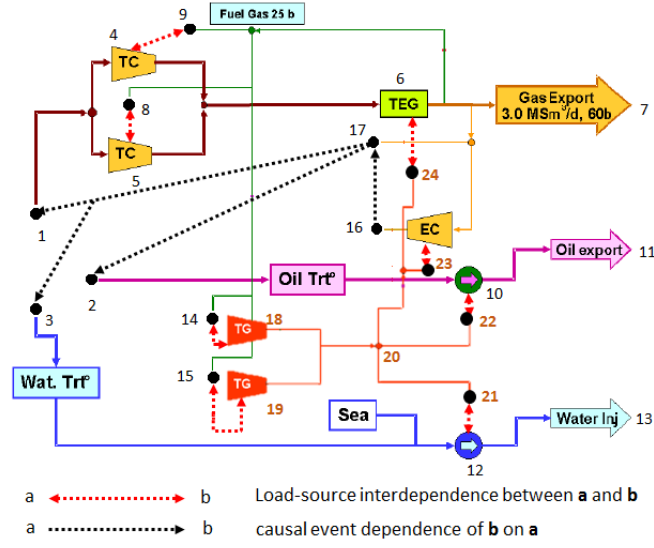 9
Fuel Gas 25 b
4
TC
8
6
TEG
Gas Export
3.0 MSm³/d, 60b
7
17
TC
5
24
1
16
EC
23
Oil Trtº
Oil export
11
2
10
3
14
18
TG
22
15
20
Wat. Trtº
TG
19
21
Sea
Water Inj
13
12
a
b
Load-source interdependence between a and b
a
b
causal event dependence of b on a